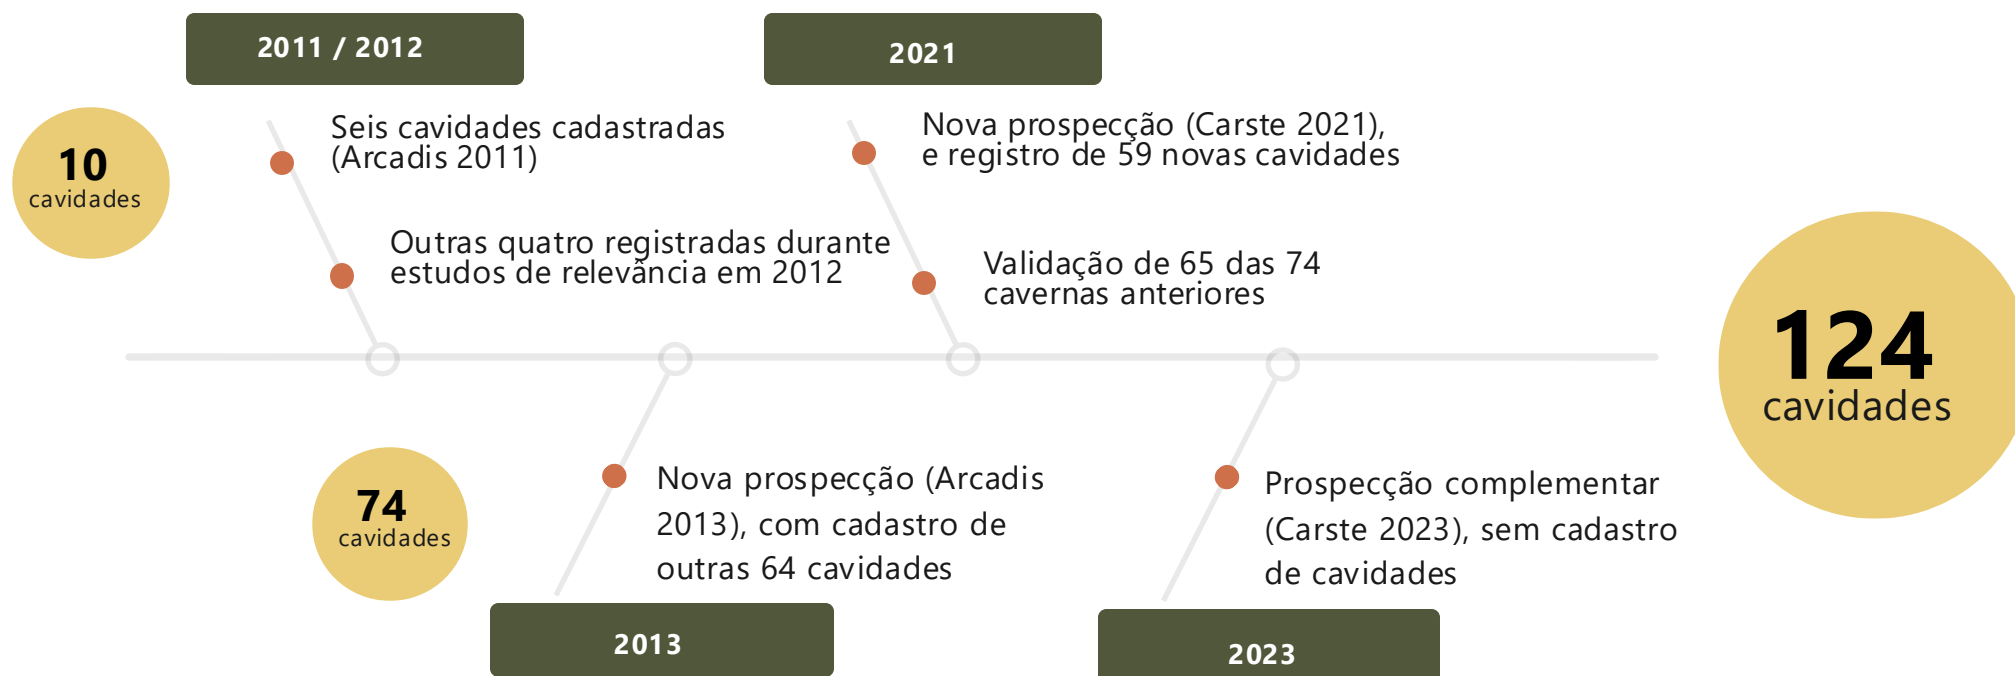 2011 / 2012
10
cavidades
Seis cavidades cadastradas
(Arcadis 2011)
Outras quatro registradas durante
estudos de relevância em 2012
2021
Nova prospecção (Carste 2021),
e registro de 59 novas cavidades
Validação de 65 das 74
cavernas anteriores
124
cavidades
74
cavidades
Nova prospecção (Arcadis
2013), com cadastro de
outras 64 cavidades
2013
Prospecção complementar
(Carste 2023), sem cadastro
de cavidades
2023